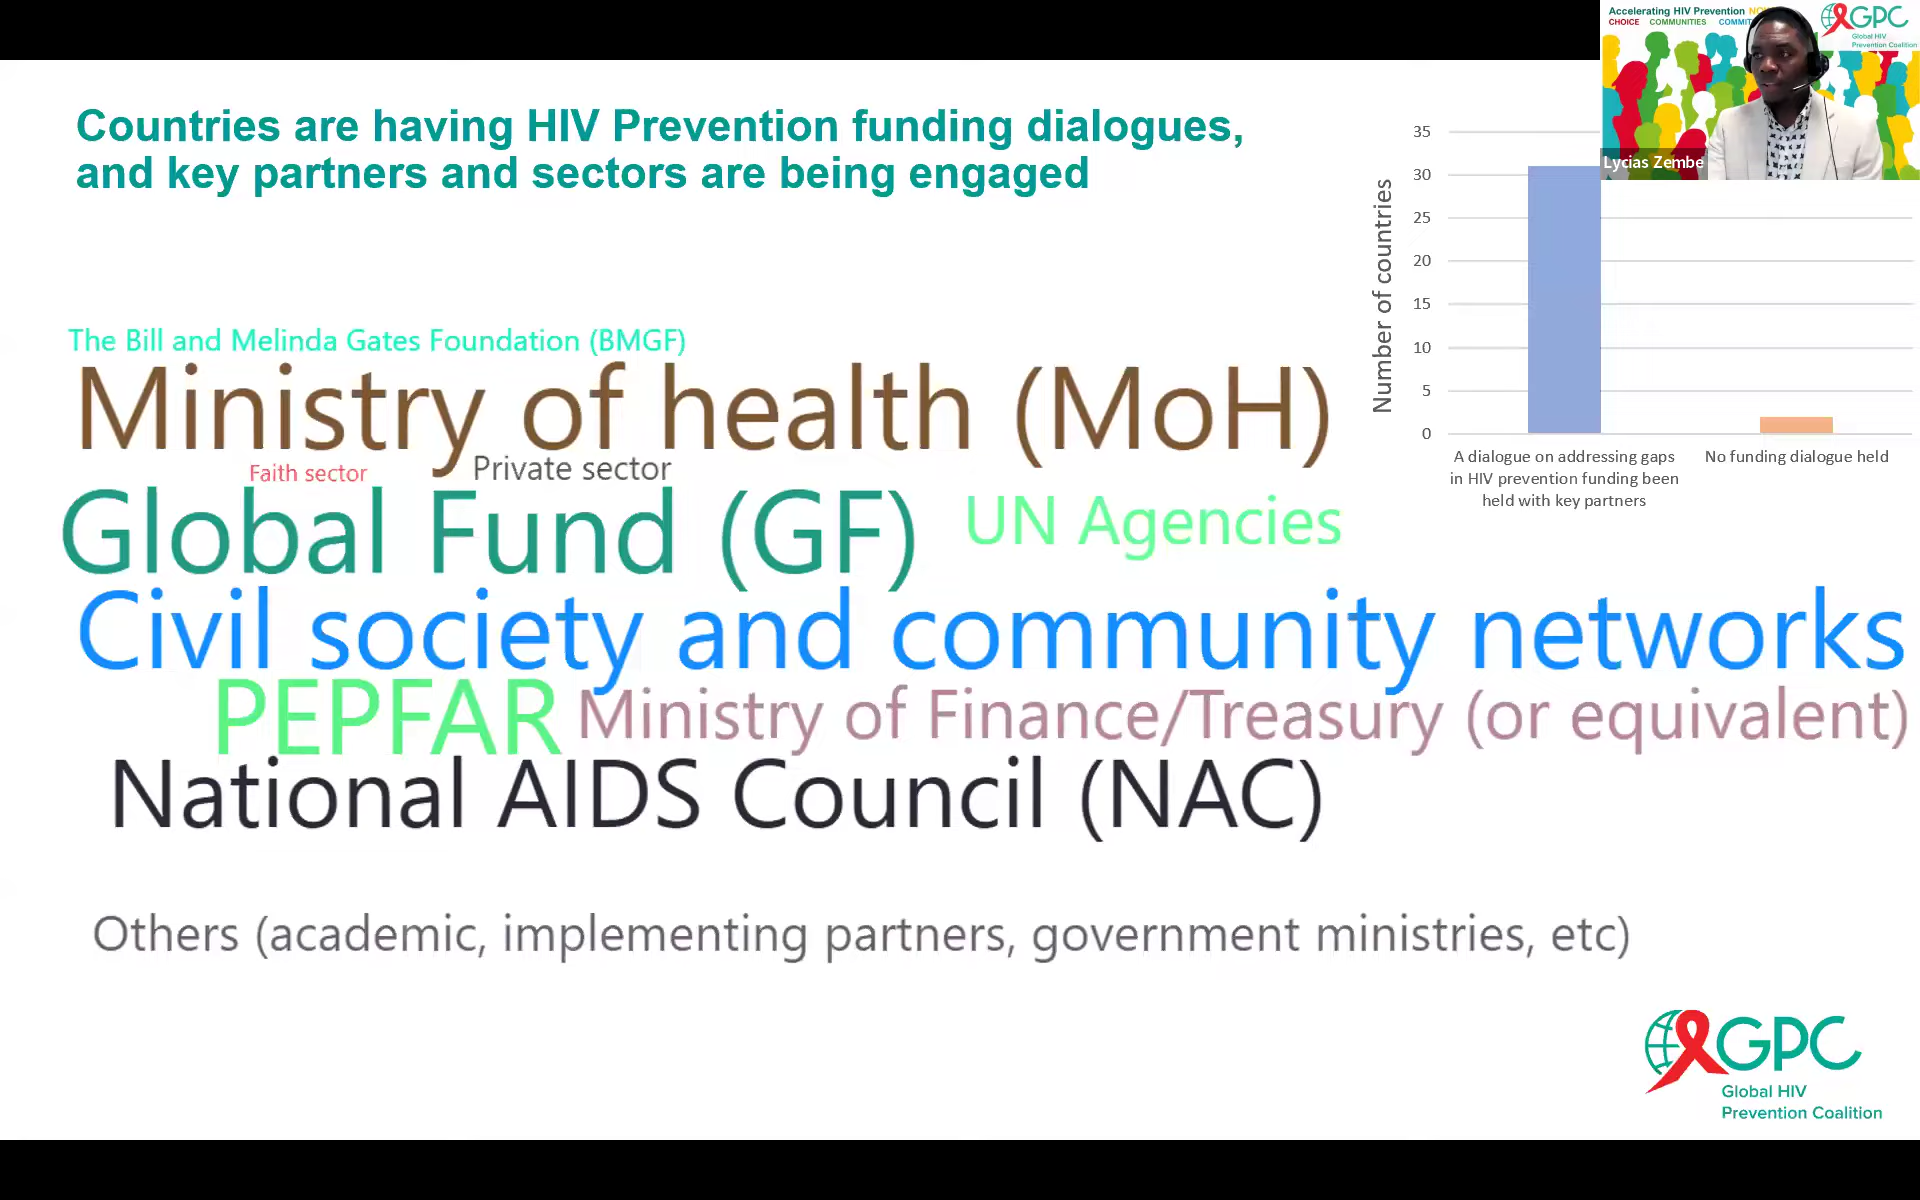 Countries are having HIV Prevention funding dialogues,
and key partners and sectors are being engaged
The Bill and Melinda Gates Foundation (BMGF)
Ministry of health (MoH)
Faith sector
Private sector
Global Fund (GF)
UN Agencies
Civil society and community networks
PEPFAR
Ministry of Finance/Treasury (or equivalent)
National AIDS Council (NAC)
Others (academic, implementing partners, government ministries, etc)
Number of countries
35
30
25
20
15
10
5
0
A dialogue on addressing gaps
in HIV prevention funding been
held with key partners
No funding dialogue held
Accelerating HIV Prevention
CHOICE COMMUNITIES
GPC
Global HIV
Prevention Coalition
Lycias Zembe
GPC
Global HIV
Prevention Coalition